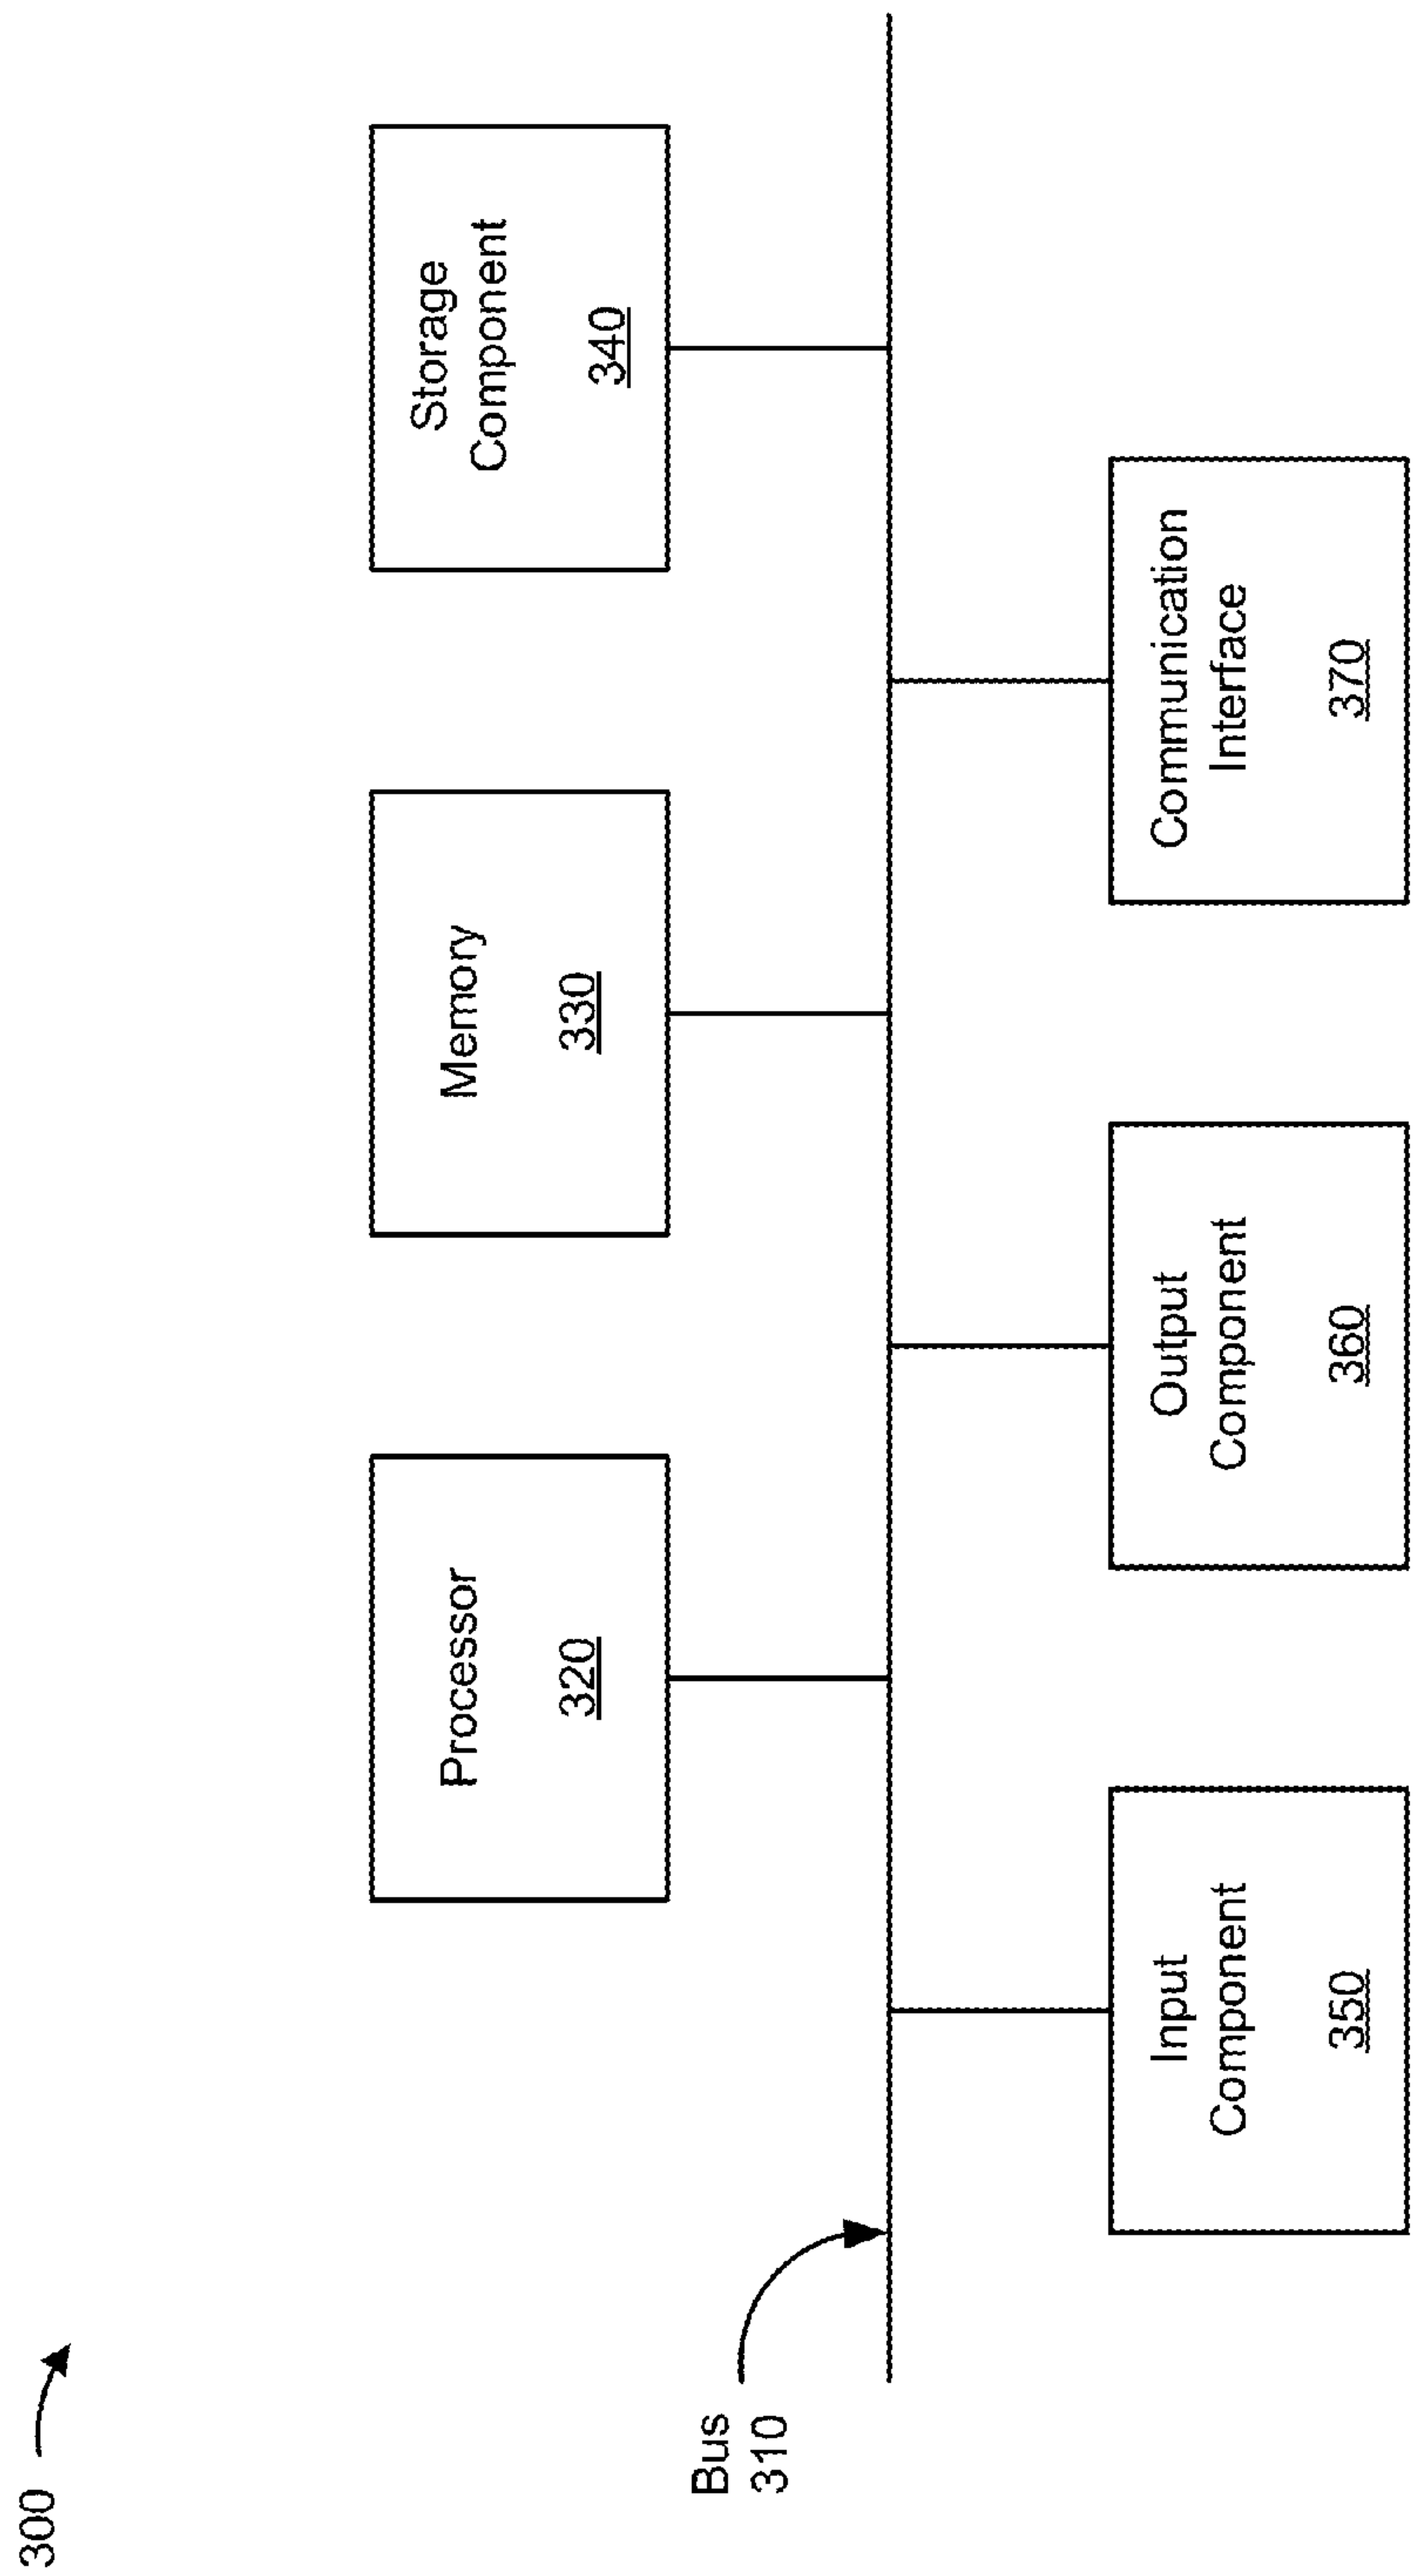 300
Processor
320
Memory
330
Storage
Component
340
Bus
310
Input
Component
350
Output
Component
360
Communication
Interface
370